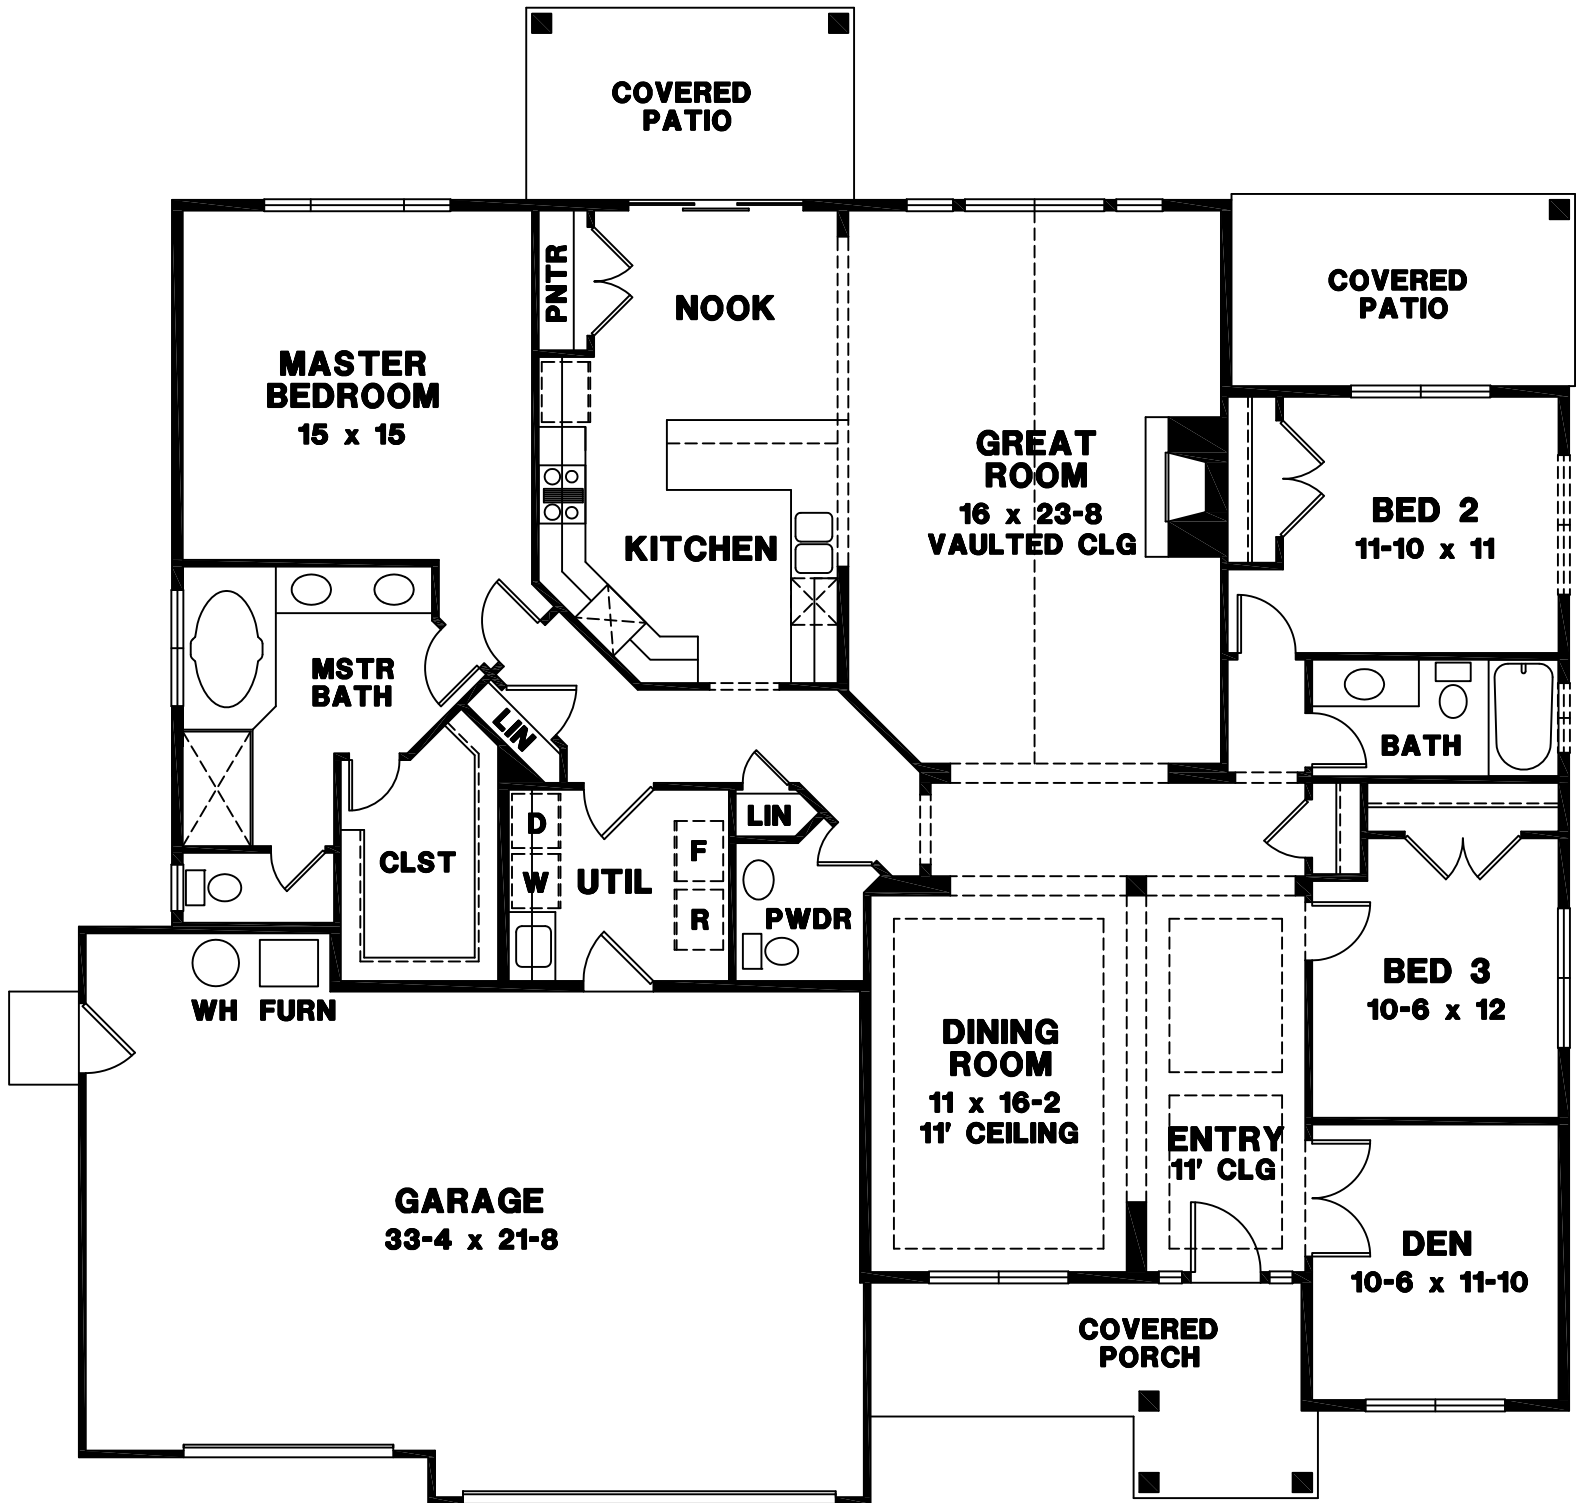 COVERED
PATIO
PNTR
NOOK
COVERED
PATIO
MASTER
BEDROOM
15 x 15
GREAT
ROOM
16 x 23-8
VAULTED CLG
KITCHEN
BED 2
11-10 x 11
MSTR
BATH
LIN
BATH
CLST
D
W
UTIL
F
R
LIN
PWDR
WH FURN
BED 3
10-6 x 12
DINING
ROOM
11 x 16-2
11' CEILING
ENTRY
11' CLG
GARAGE
33-4 x 21-8
DEN
10-6 x 11-10
COVERED
PORCH